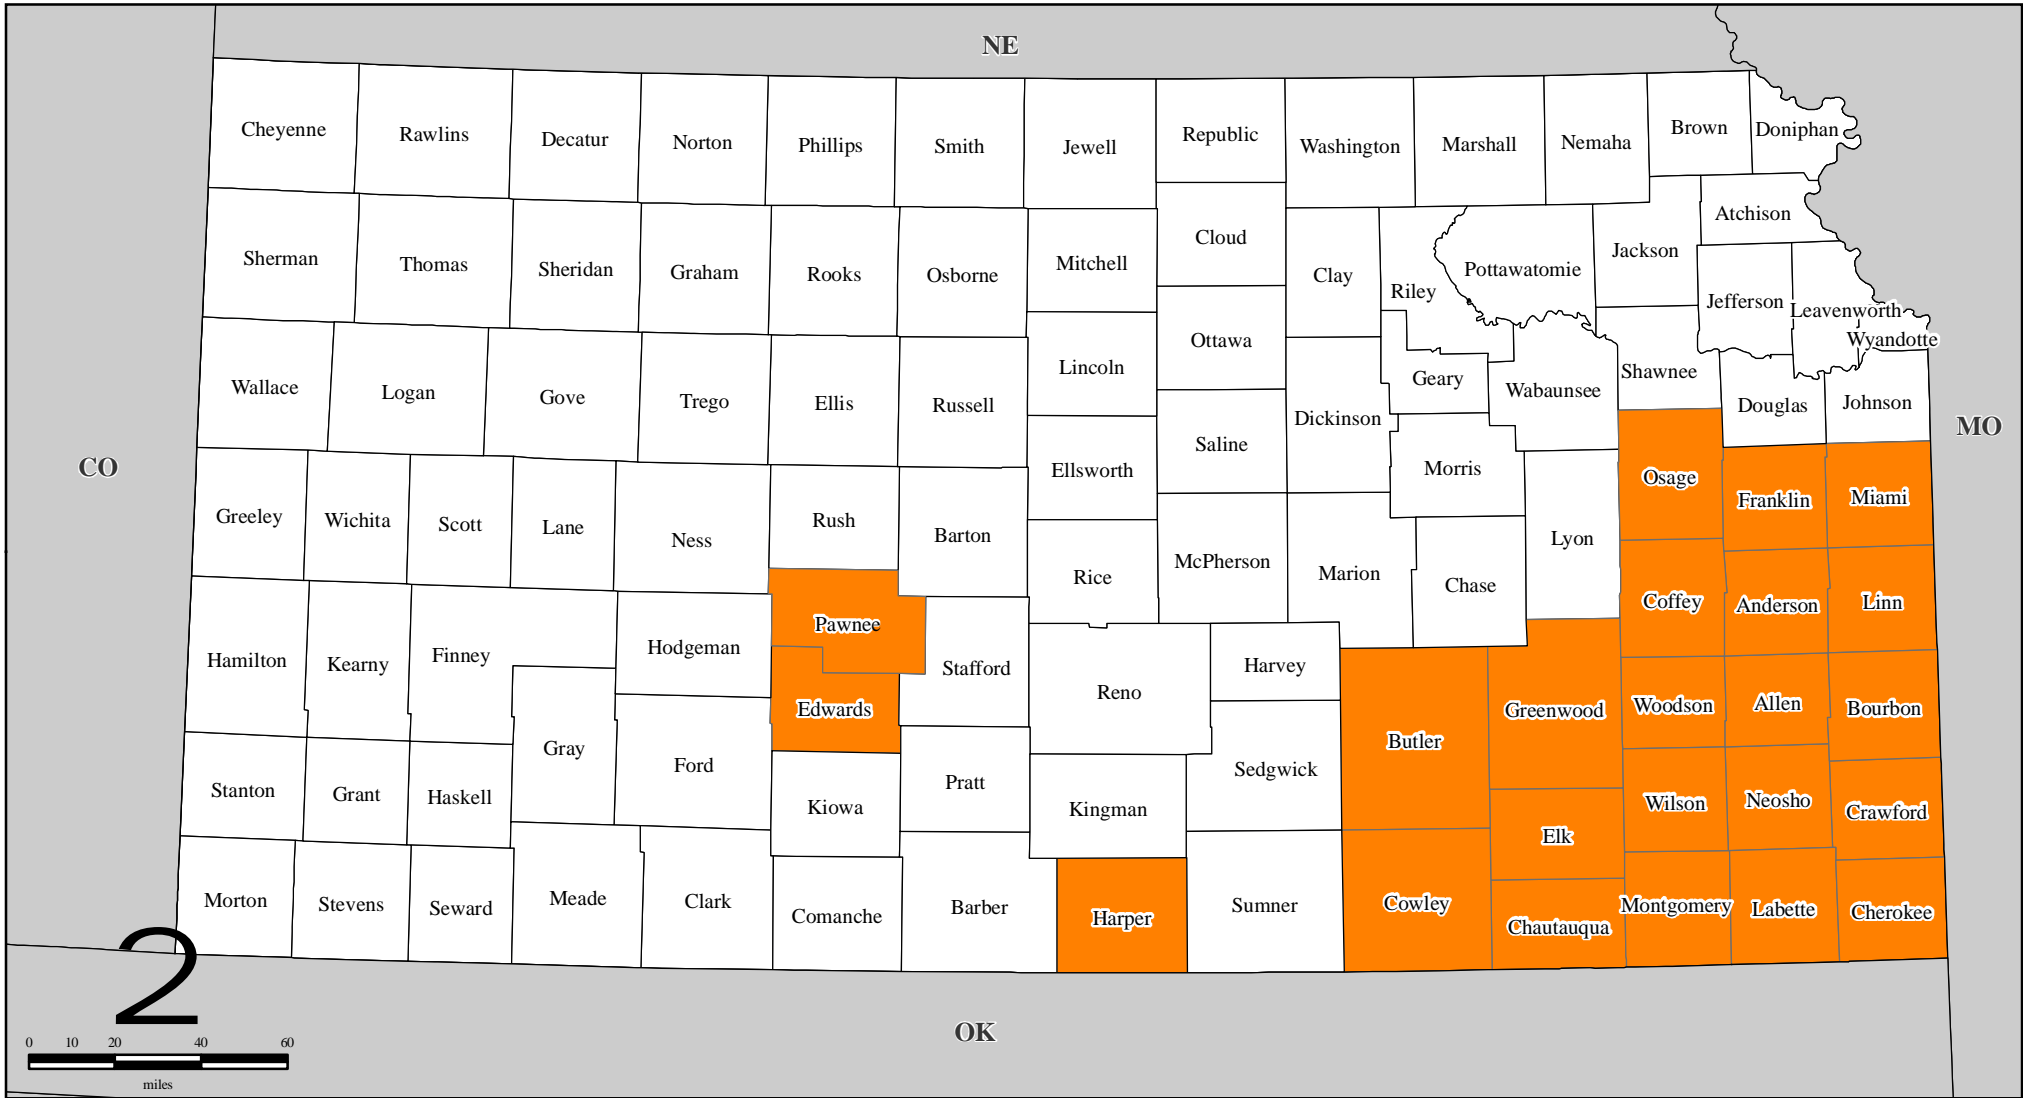 NE
Cheyenne
Rawlins
Decatur
Norton
Phillips
Smith
Jewell
Republic
Washington
Marshall
Nemaha
Brown
Doniphan
Sherman
Thomas
Sheridan
Graham
Rooks
Osborne
Mitchell
Cloud
Clay
Riley
Pottawatomie
Jackson
Atchison
Jefferson
Leavenworth
Wyandotte
Wallace
Logan
Gove
Trego
Ellis
Russell
Lincoln
Ottawa
Saline
Dickinson
Geary
Wabaunsee
Shawnee
Douglas
Johnson
MO
CO
Greeley
Wichita
Scott
Lane
Ness
Rush
Barton
Ellsworth
Rice
McPherson
Marion
Morris
Chase
Lyon
Osage
Franklin
Miami
Hamilton
Kearny
Finney
Hodgeman
Pawnee
Edwards
Stafford
Reno
Harvey
Butler
Greenwood
Coffey
Anderson
Linn
Woodson
Allen
Bourbon
Stanton
Grant
Haskell
Gray
Ford
Kiowa
Pratt
Kingman
Sedgwick
Elk
Wilson
Neosho
Crawford
Morton
Stevens
Seward
Meade
Clark
Comanche
Barber
Harper
Sumner
Cowley
Chautauqua
Montgomery
Labette
Cherokee
2
OK
0 10 20 40 60
miles